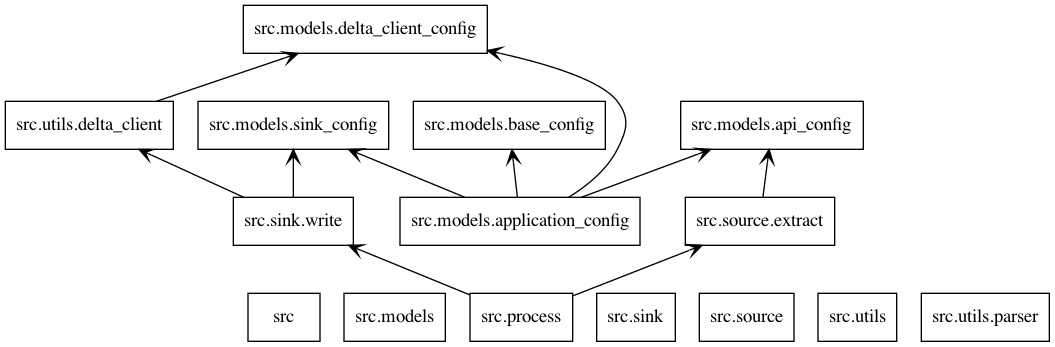 src.models.delta_client_config
src.utils.delta_client
src.models.sink_config
src.models.base_config
src.models.api_config
src.sink.write
src.models.application_config
src.source.extract
src
src.models
src.process
src.sink
src.source
src.utils
src.utils.parser